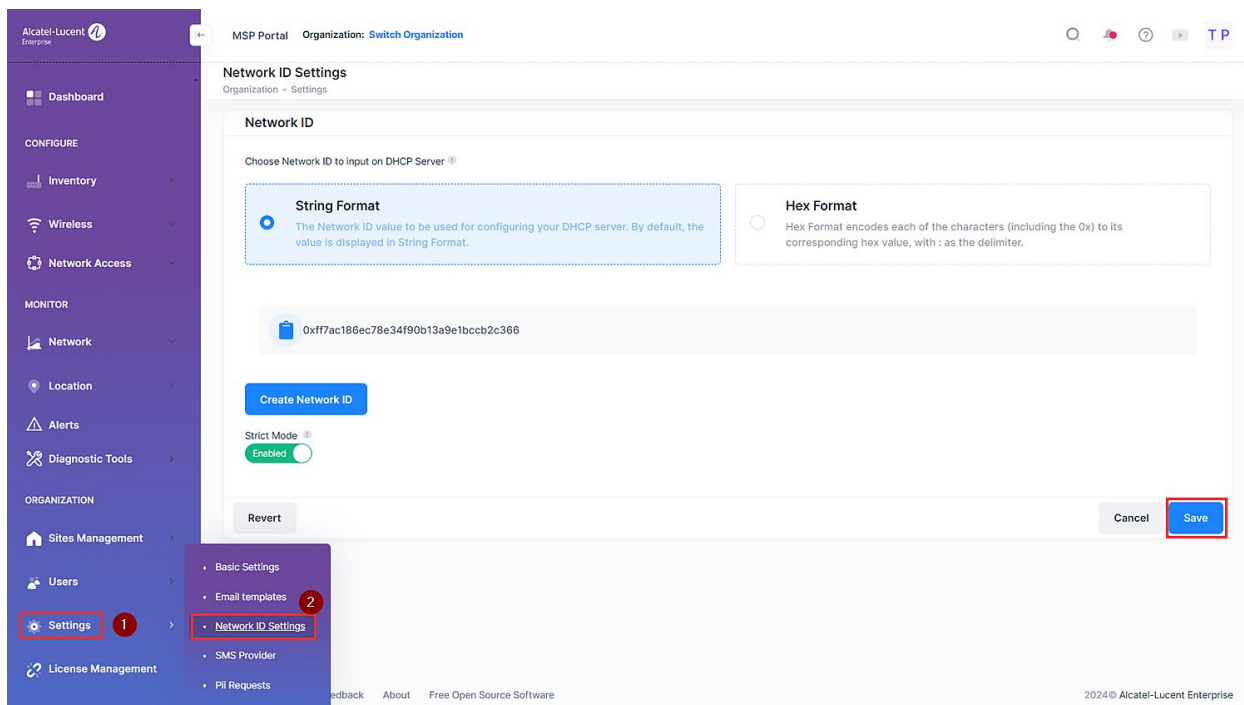 Alcatel·Lucent
Enterprise
MSP Portal Organization: Switch Organization
T P
Network ID Settings
Organization - Settings
Dashboard
CONFIGURE
Inventory
Wireless
Network Access
MONITOR
Network
Location
Alerts
Diagnostic Tools
ORGANIZATION
Sites Management
Users
Settings 1
License Management
Network ID
Choose Network ID to input on DHCP Server
String Format
The Network ID value to be used for configuring your DHCP server. By default, the
value is displayed in String Format.
Hex Format
Hex Format encodes each of the characters (including the 0x) to its
corresponding hex value, with : as the delimiter.
0xff7ac186ec78e34f90b13a9e1bccb2c366
Create Network ID
Strict Mode
Enabled
Revert
Cancel Save
• Basic Settings
• Email templates
2
• Network ID Settings
• SMS Provider
• Pii Requests
edback About Free Open Source Software
2024© Alcatel-Lucent Enterprise